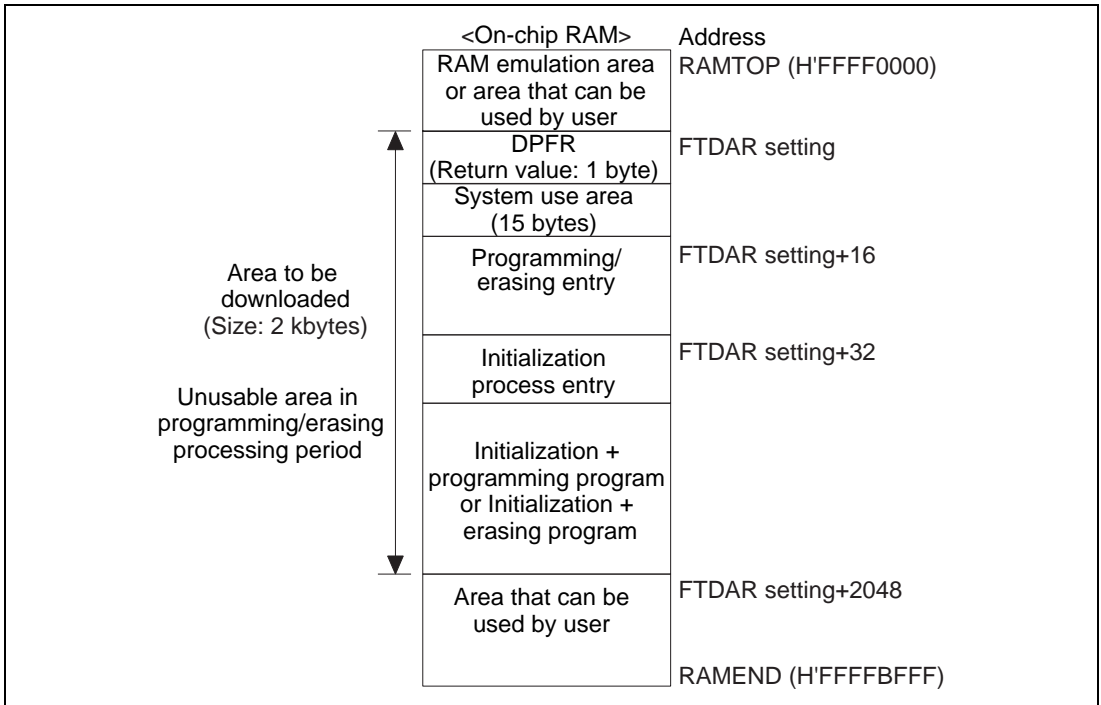 <On-chip RAM>
Address
RAM emulation area
or area that can be
used by user
RAMTOP (H'FFFF0000)
DPFR
(Return value: 1 byte)
FTDAR setting
System use area
(15 bytes)
Programming/
erasing entry
FTDAR setting+16
Area to be
downloaded
(Size: 2 kbytes)
Initialization
process entry
FTDAR setting+32
Unusable area in
programming/erasing
processing period
Initialization +
programming program
or Initialization +
erasing program
Area that can be
used by user
FTDAR setting+2048
RAMEND (H'FFFFBFFF)